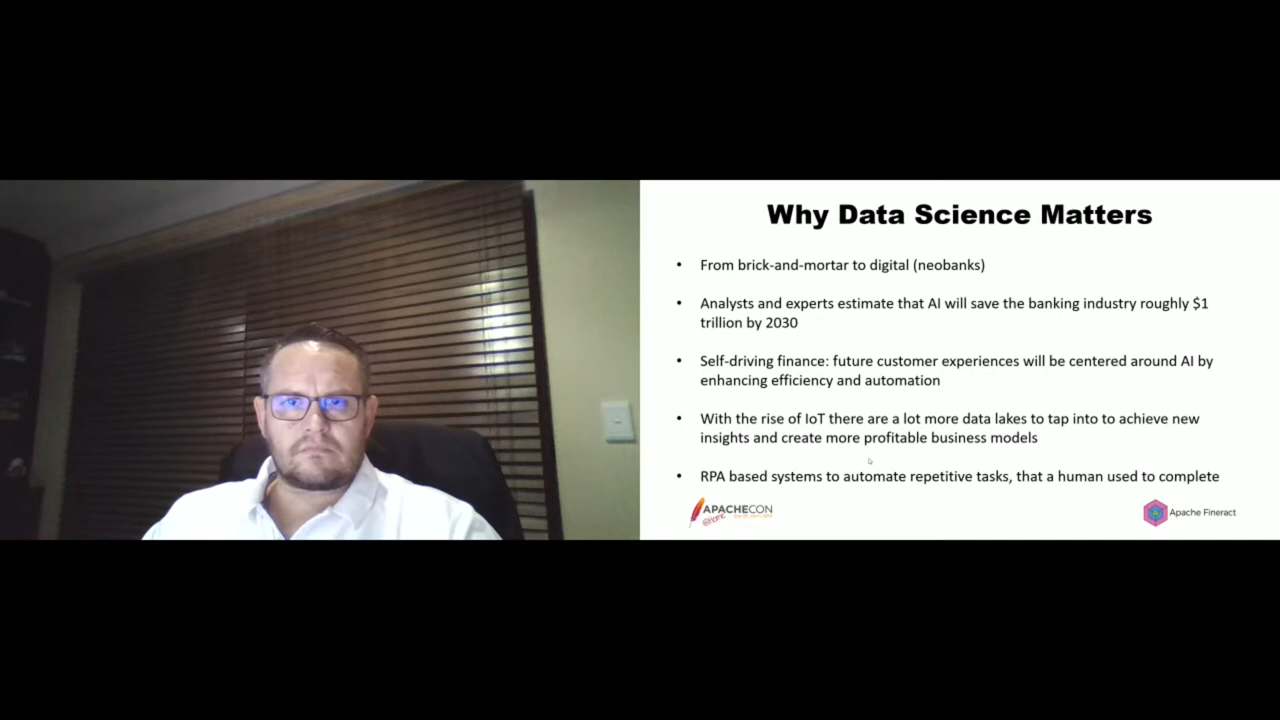 Why Data Science Matters
• From brick-and-mortar to digital (neobanks)
• Analysts and experts estimate that AI will save the banking industry roughly $1
trillion by 2030
• Self-driving finance: future customer experiences will be centered around AI by
enhancing efficiency and automation
• With the rise of IoT there are a lot more data lakes to tap into to achieve new
insights and create more profitable business models
• RPA based systems to automate repetitive tasks, that a human used to complete
APACHECON
@Home
Apache Fineract